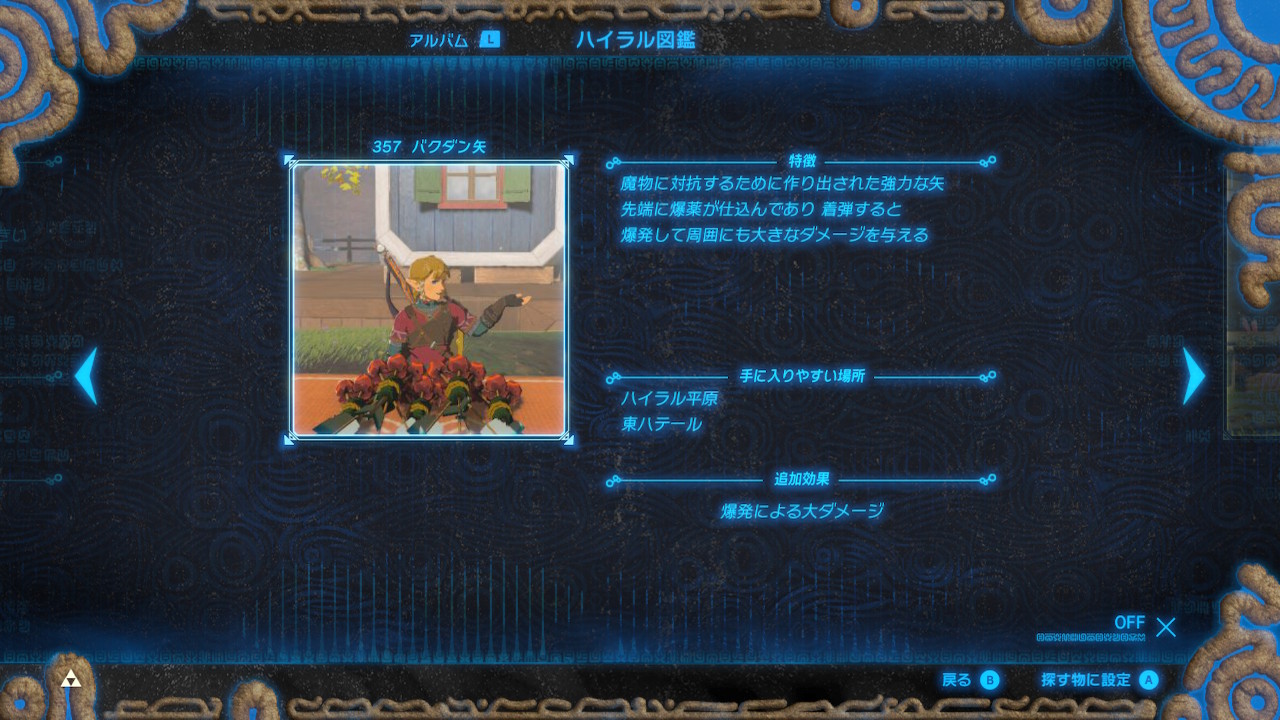 アルバム L
ハイラル図鑑
357 バクダン矢
特徴
魔物に対抗するために作り出された強力な矢
先端に爆薬が仕込んであり 着弾すると
爆発して周囲にも大きなダメージを与える
手に入りやすい場所
ハイラル平原
東ハテール
追加効果
爆発による大ダメージ
OFF
戻る B
探す物に設定 A